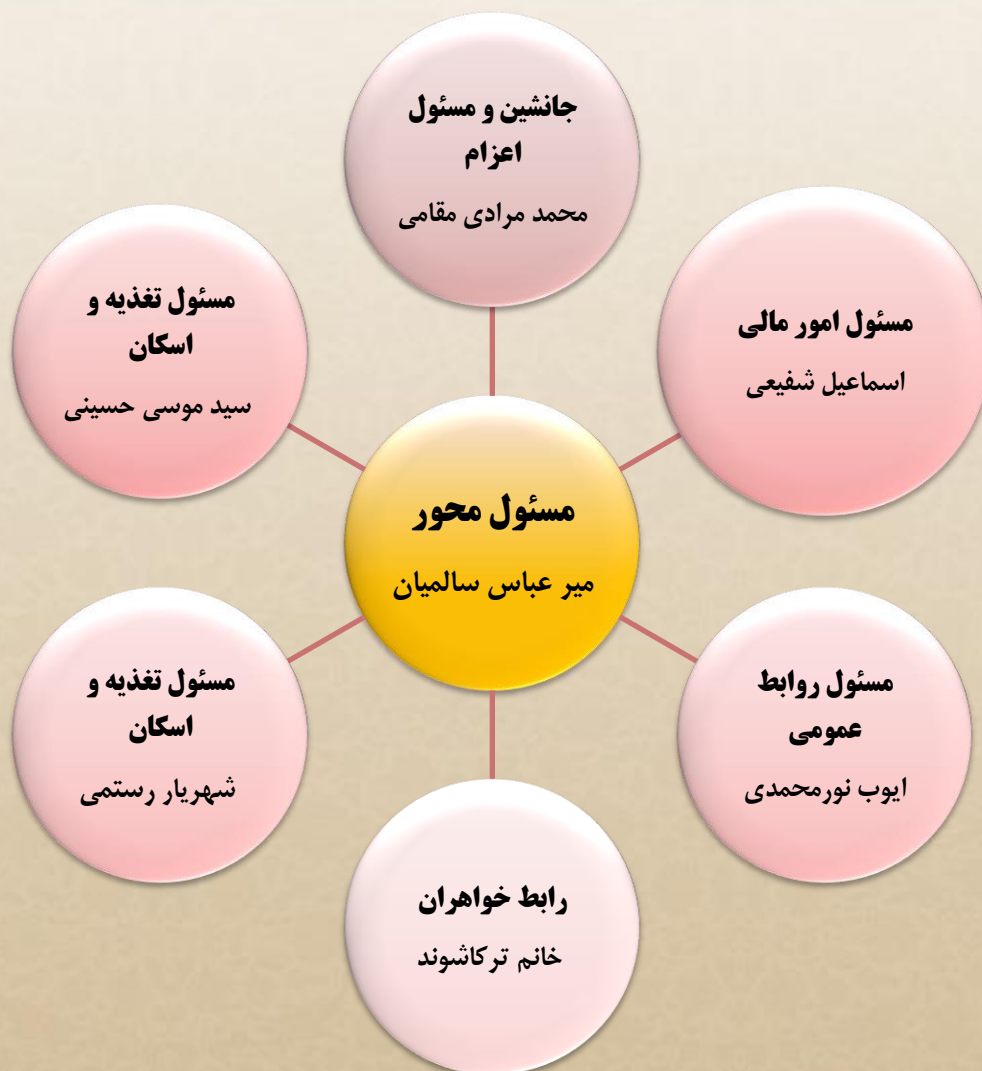 جانشین و مسئول
اعزام
محمد مرادی مقامی
مسئول امور مالی
اسماعیل شفیعی
مسئول تغذیه و
اسکان
سید موسی حسینی
مسئول محور
میر عباس سالمیان
مسئول روابط
عمومی
ایوب نورمحمدی
مسئول تغذیه و
اسکان
شهریار رستمی
رابط خواهران
خانم ترکاشوند